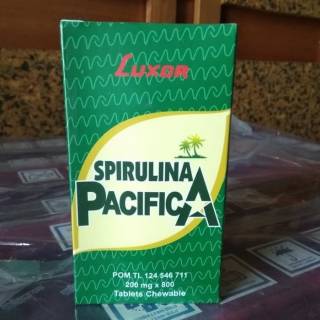 LUXOR
SPIRULINA
PACIFICA
POM TL 124 546 711
200 mg x 800
Tablets Chewable